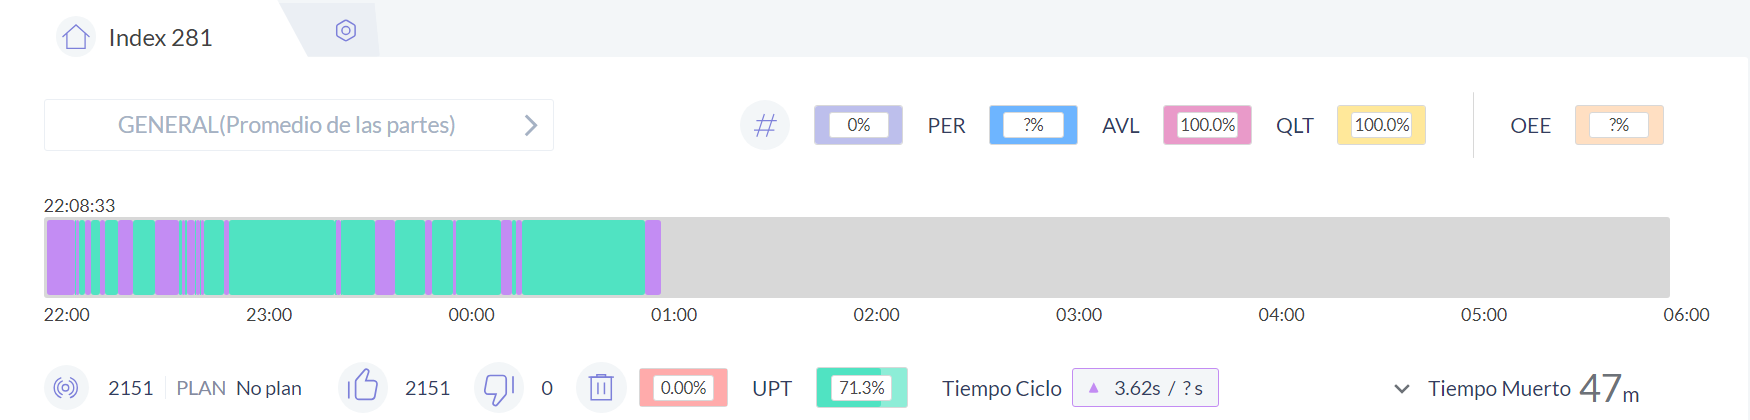 Index 281
GENERAL(Promedio de las partes)
# 0% PER ?% AVL 100.0% QLT 100.0% OEE ?%
22:08:33
22:00 23:00 00:00 01:00 02:00 03:00 04:00 05:00 06:00
2151 PLAN No plan 2151 0 0.00% UPT 71.3% Tiempo Ciclo ▲ 3.62s / ? s Tiempo Muerto 47m